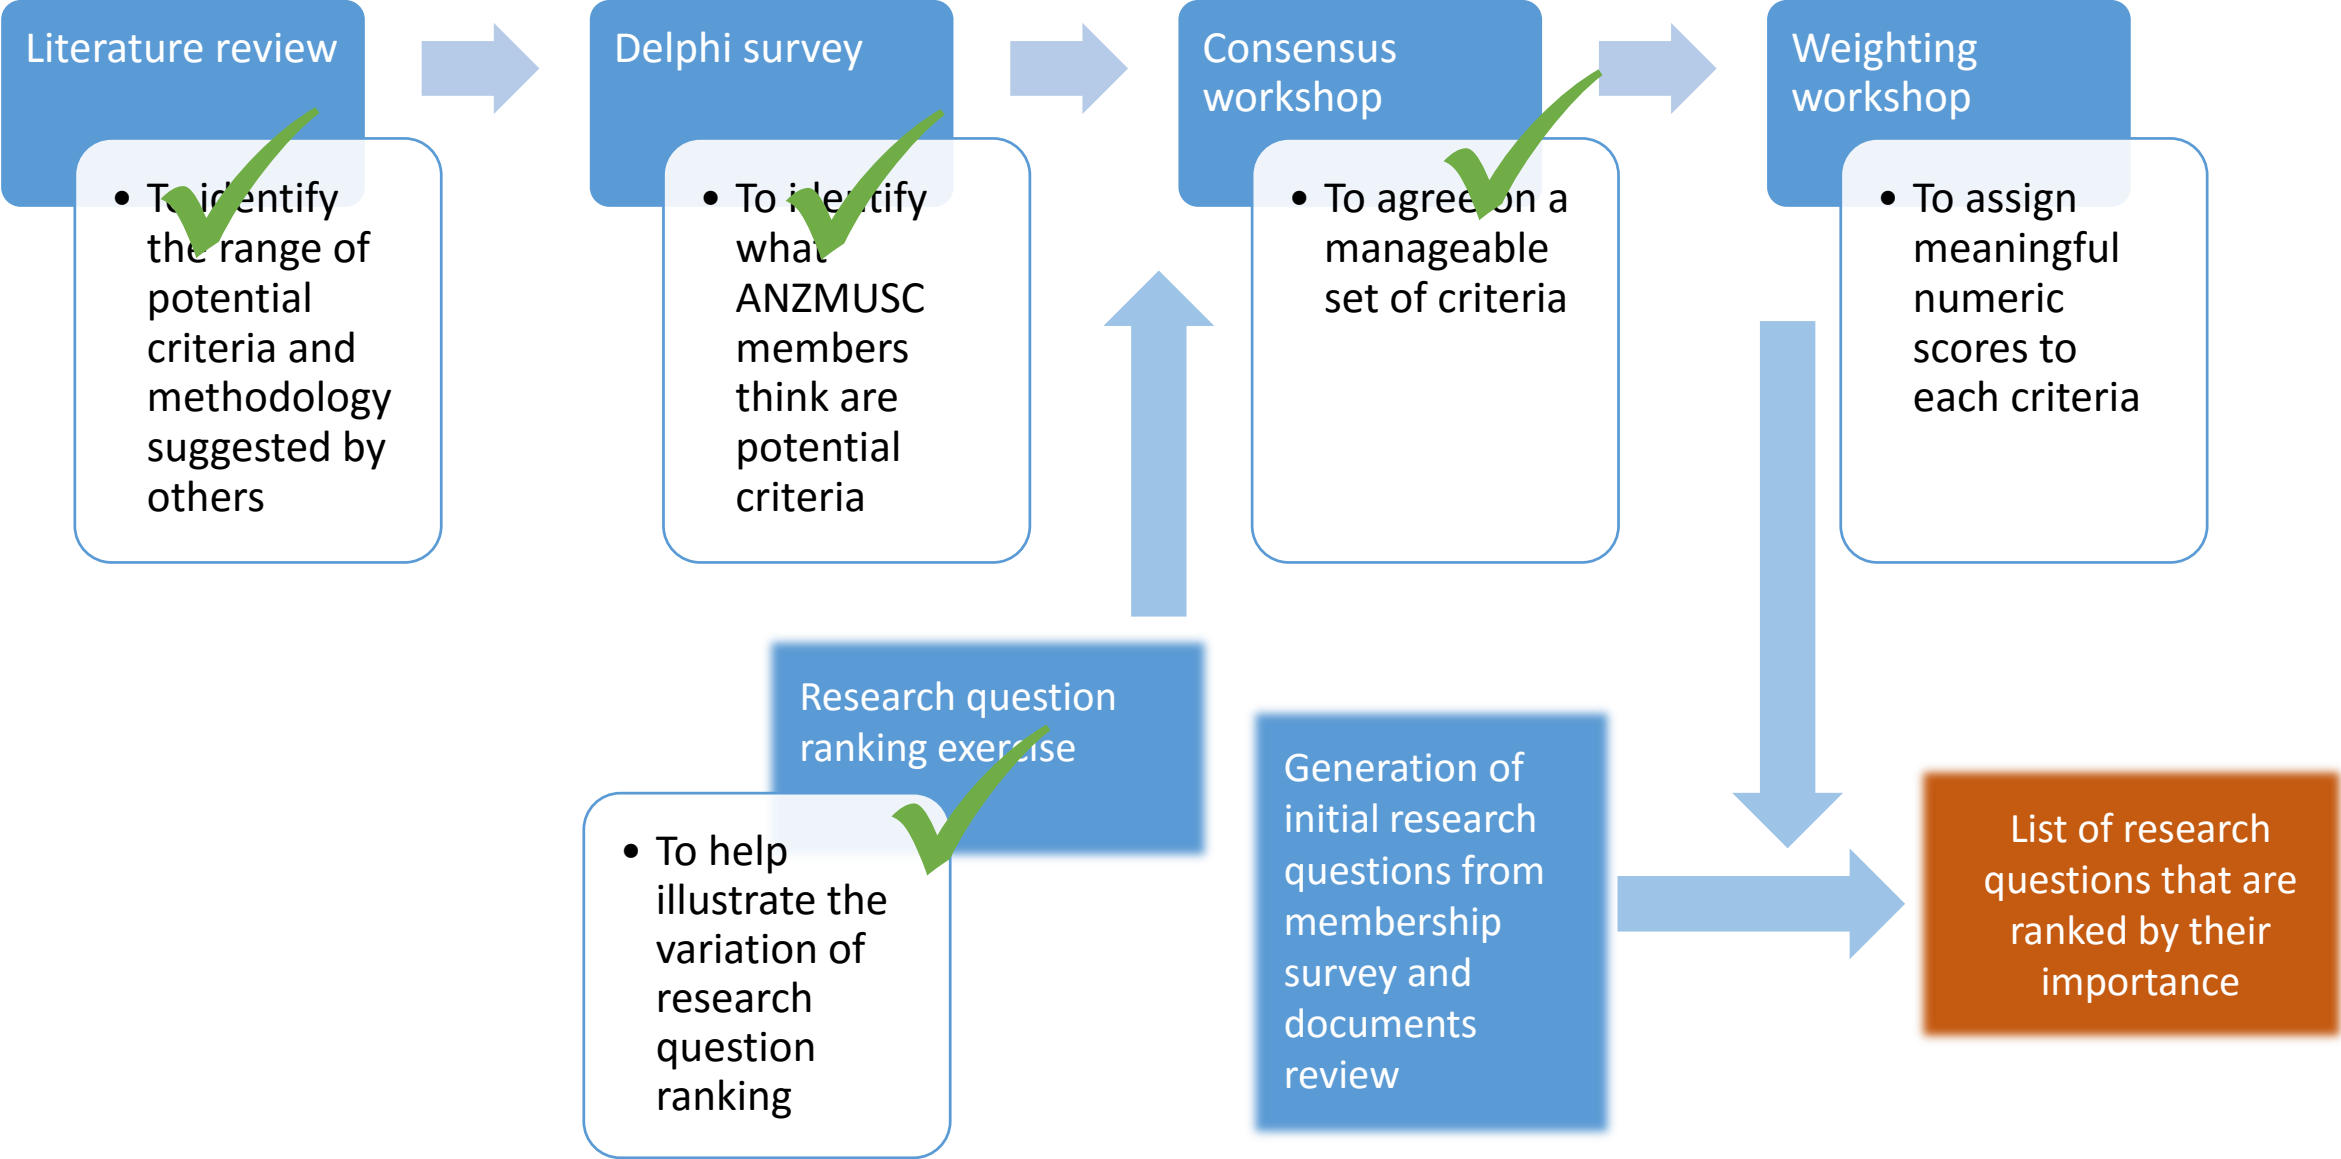 Literature review
• To identify
the range of
potential
criteria and
methodology
suggested by
others
Delphi survey
• To identify
what
ANZMUSC
members
think are
potential
criteria
Consensus
workshop
• To agree on a
manageable
set of criteria
Weighting
workshop
• To assign
meaningful
numeric
scores to
each criteria
Research question
ranking exercise
• To help
illustrate the
variation of
research
question
ranking
Generation of
initial research
questions from
membership
survey and
documents
review
List of research
questions that are
ranked by their
importance